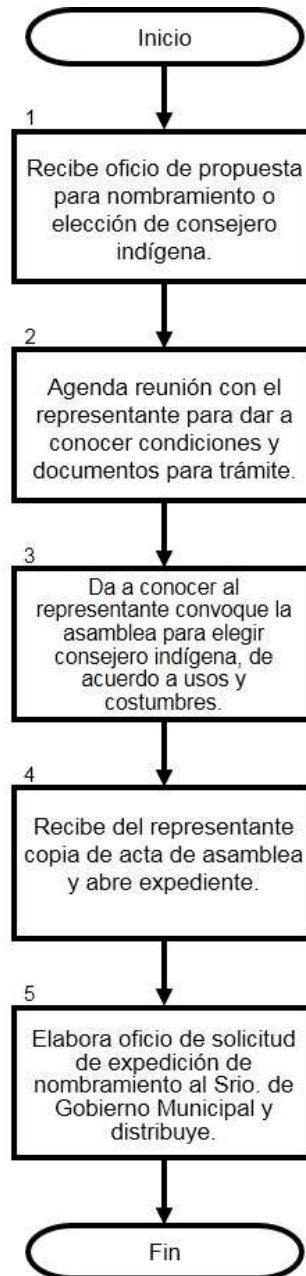 Inicio
1
Recibe oficio de propuesta
para nombramiento o
elección de consejero
indígena.
2
Agenda reunión con el
representante para dar a
conocer condiciones y
documentos para trámite.
3
Da a conocer al
representante convoque la
asamblea para elegir
consejero indígena, de
acuerdo a usos y
costumbres.
4
Recibe del representante
copia de acta de asamblea
y abre expediente.
5
Elabora oficio de solicitud
de expedición de
nombramiento al Srio. de
Gobierno Municipal y
distribuye.
Fin